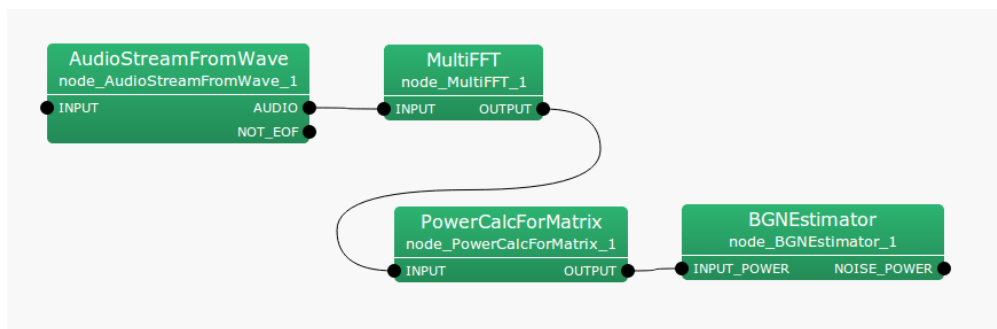 AudioStreamFromWave
node_AudioStreamFromWave_1
INPUT AUDIO
NOT_EOF
MultiFFT
node_MultiFFT_1
INPUT OUTPUT
PowerCalcForMatrix
node_PowerCalcForMatrix_1
INPUT OUTPUT
BGNEstimator
node_BGNEstimator_1
INPUT_POWER NOISE_POWER